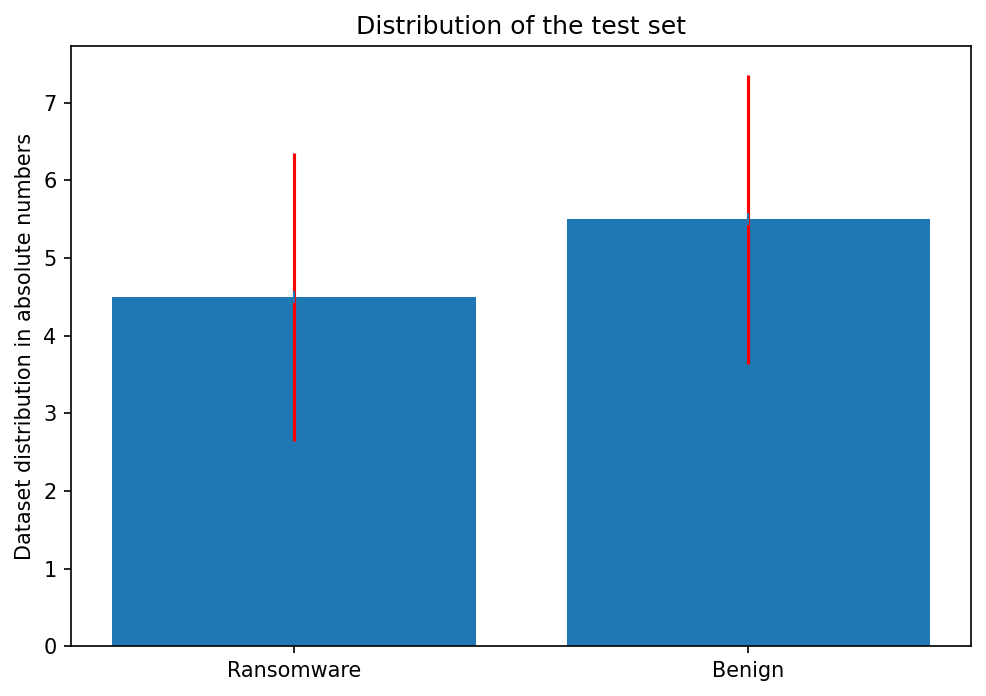 Distribution of the test set
Dataset distribution in absolute numbers
7
6
5
4
3
2
1
0
Ransomware
Benign